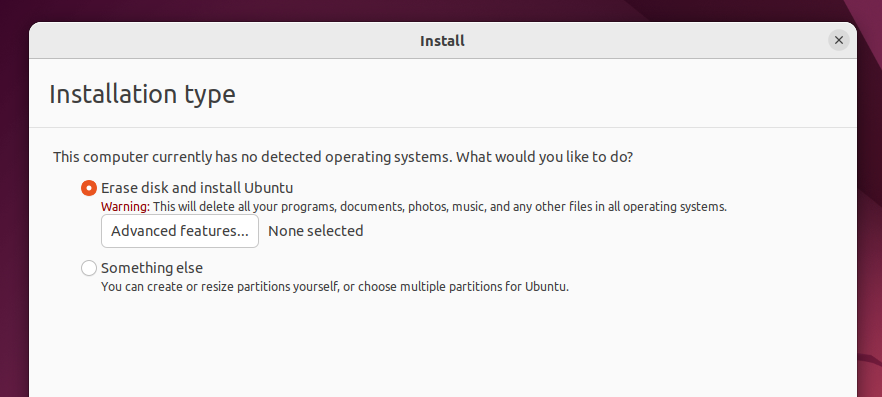 Install
Installation type
This computer currently has no detected operating systems. What would you like to do?
Erase disk and install Ubuntu
Warning: This will delete all your programs, documents, photos, music, and any other files in all operating systems.
Advanced features... None selected
Something else
You can create or resize partitions yourself, or choose multiple partitions for Ubuntu.